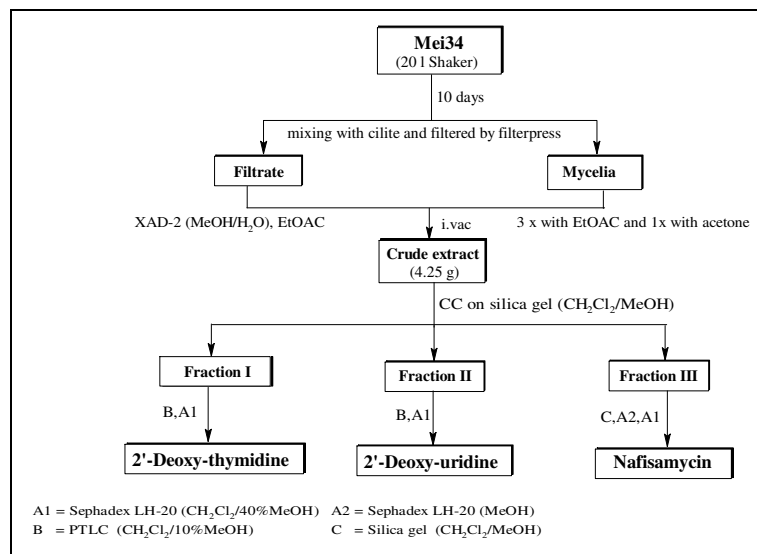 Mei34
(20 l Shaker)
10 days
mixing with cilite and filtered by filterpress
Filtrate
Mycelia
XAD-2 (MeOH/H₂O), EtOAC
i.vac
3 x with EtOAC and 1x with acetone
Crude extract
(4.25 g)
CC on silica gel (CH₂Cl₂/MeOH)
Fraction I
Fraction II
Fraction III
B,A1
B,A1
C,A2,A1
2'-Deoxy-thymidine
2'-Deoxy-uridine
Nafisamycin
A1 = Sephadex LH-20 (CH₂Cl₂/40%MeOH)
A2 = Sephadex LH-20 (MeOH)
B = PTLC (CH₂Cl₂/10%MeOH)
C = Silica gel (CH₂Cl₂/MeOH)